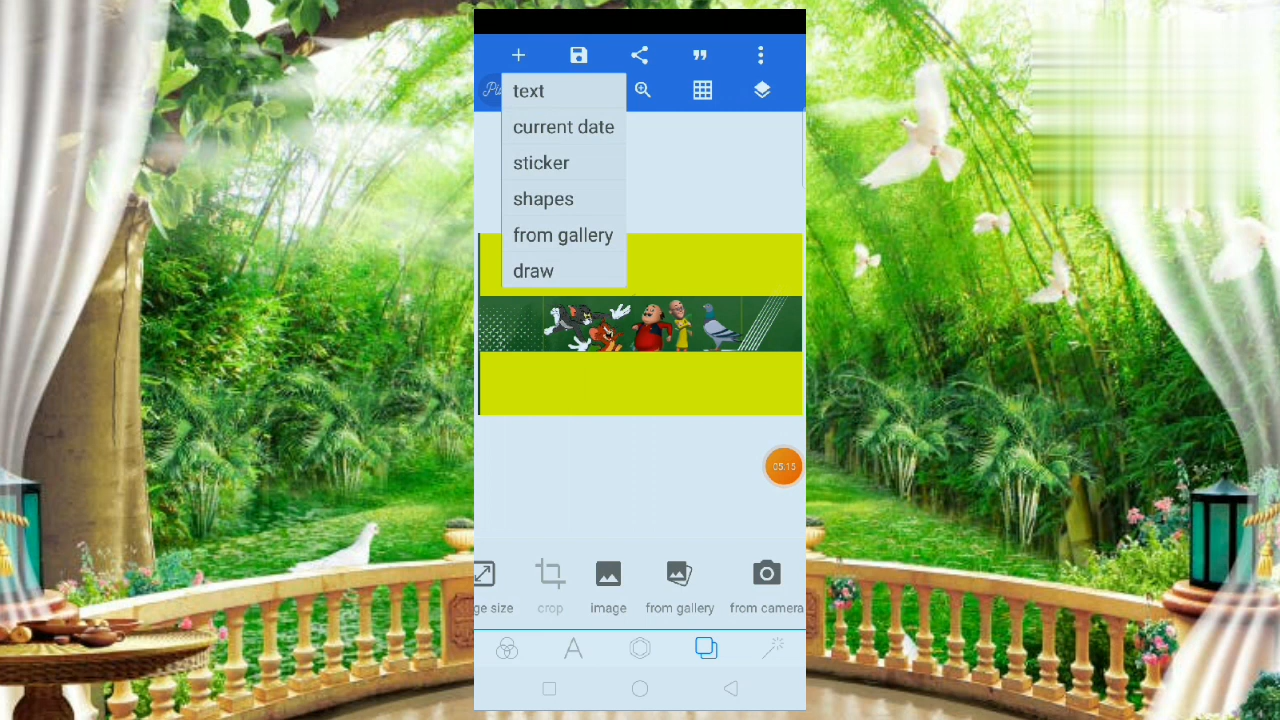 text
current date
sticker
shapes
from gallery
draw
05:15
ge size
crop
image
from gallery
from camera